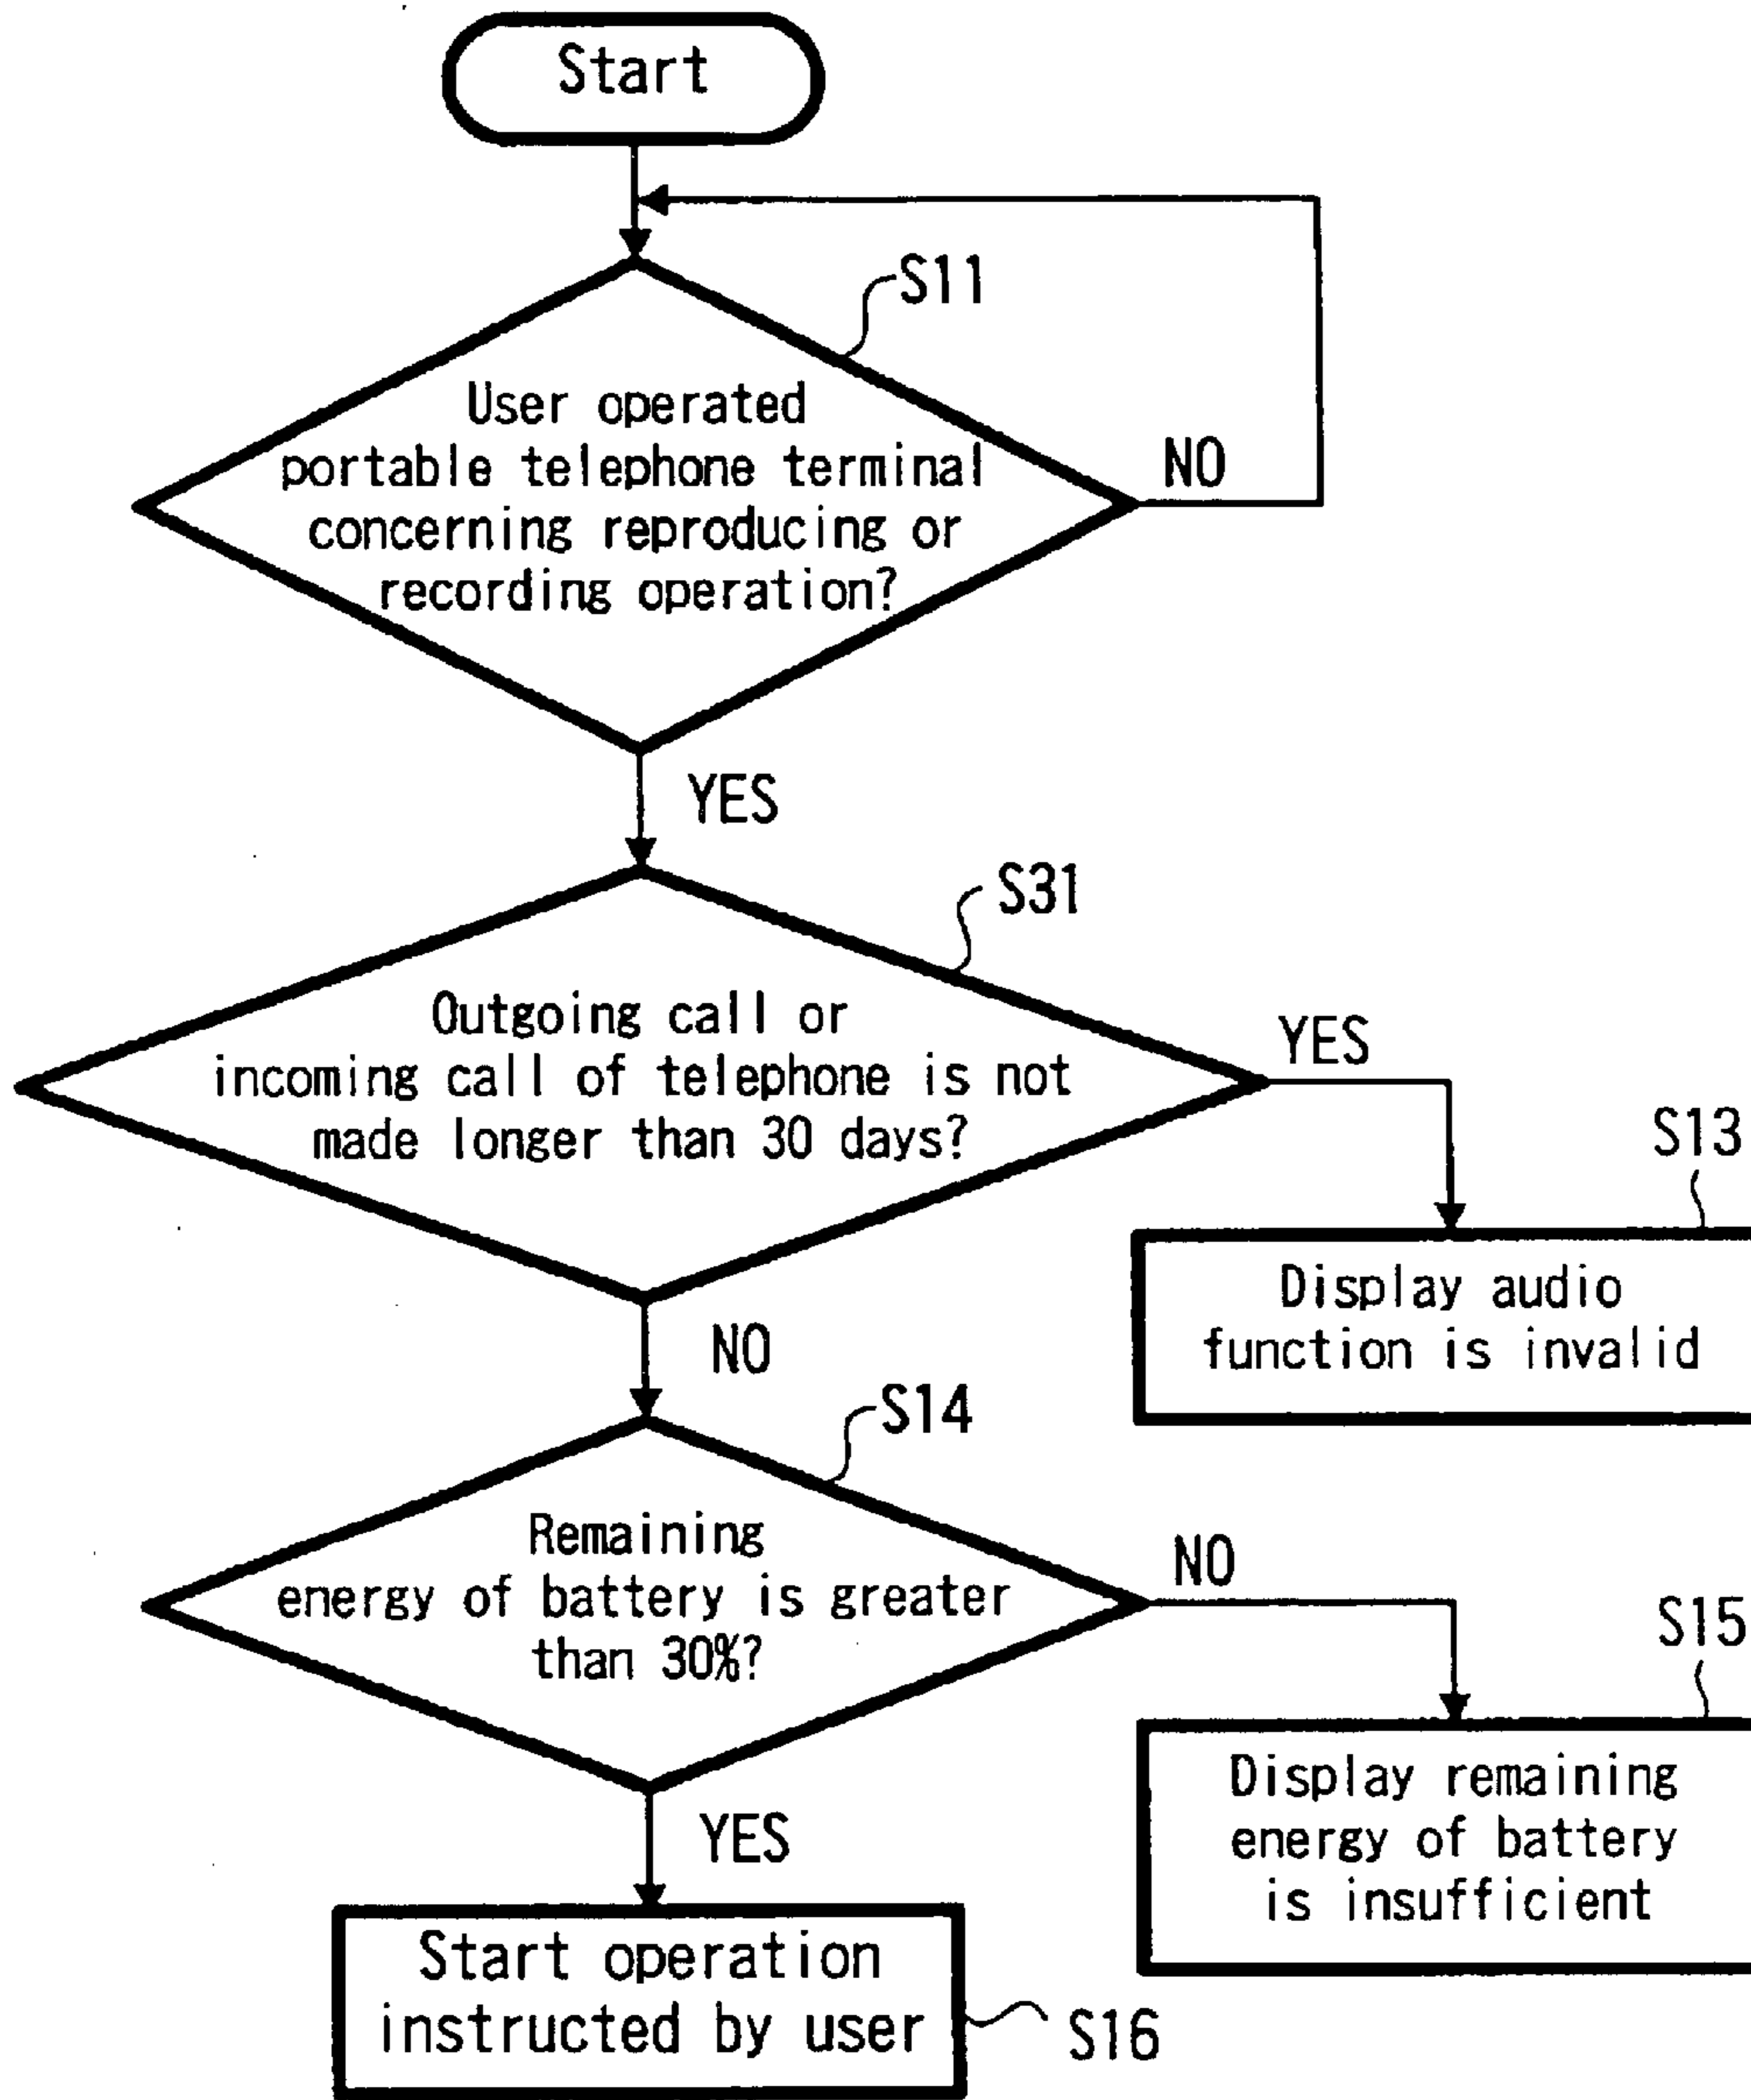 Start
S11
User operated
portable telephone terminal
concerning reproducing or
recording operation?
NO
YES
S31
Outgoing call or
incoming call of telephone is not
made longer than 30 days?
YES
S13
Display audio
function is invalid
NO
S14
Remaining
energy of battery is greater
than 30%?
NO
S15
Display remaining
energy of battery
is insufficient
YES
Start operation
instructed by user
S16